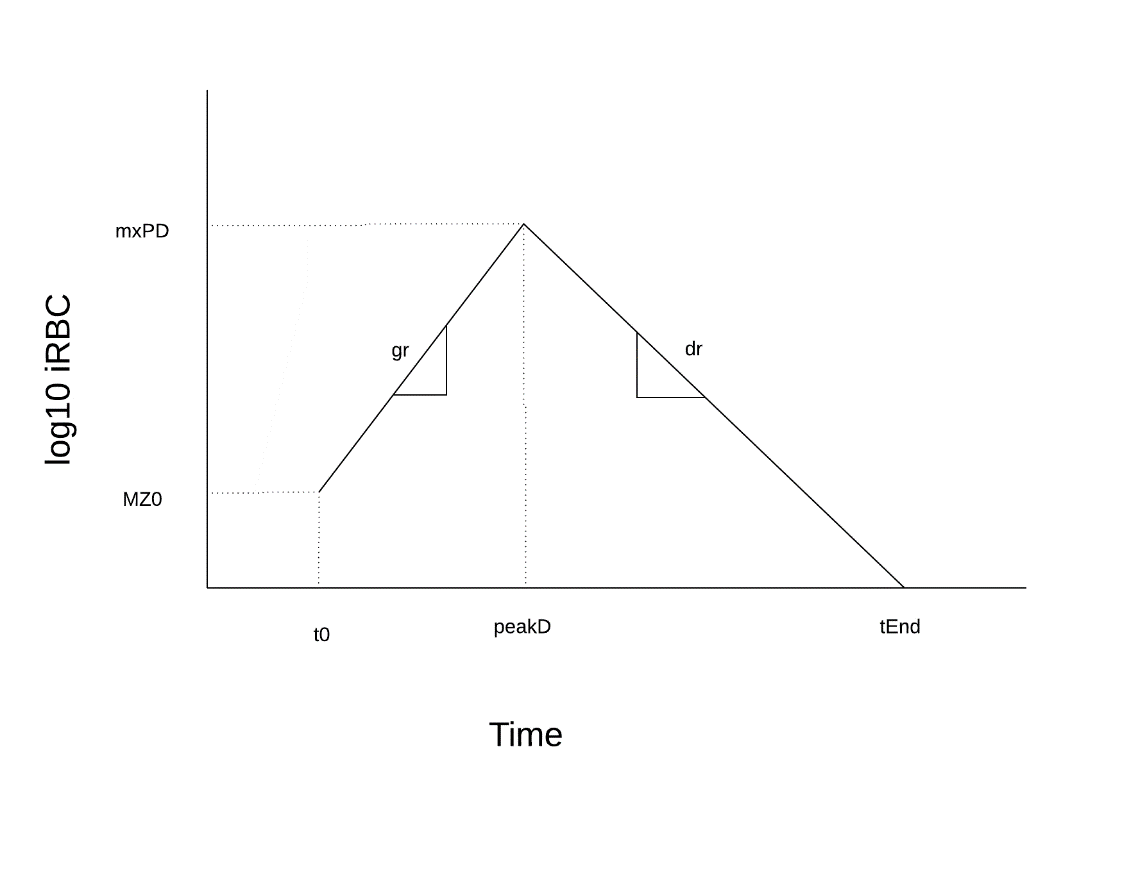 mxPD
log10 iRBC
gr
dr
MZ0
t0
peakD
tEnd
Time